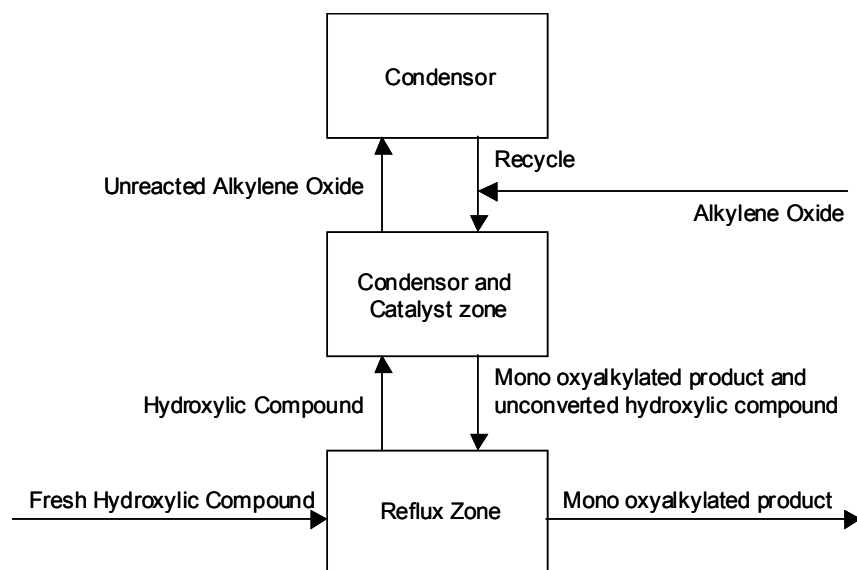 Condensor
Recycle
Unreacted Alkylene Oxide
Alkylene Oxide
Condensor and
Catalyst zone
Mono oxyalkylated product and
Hydroxylic Compound
unconverted hydroxylic compound
Fresh Hydroxylic Compound
Reflux Zone
Mono oxyalkylated product